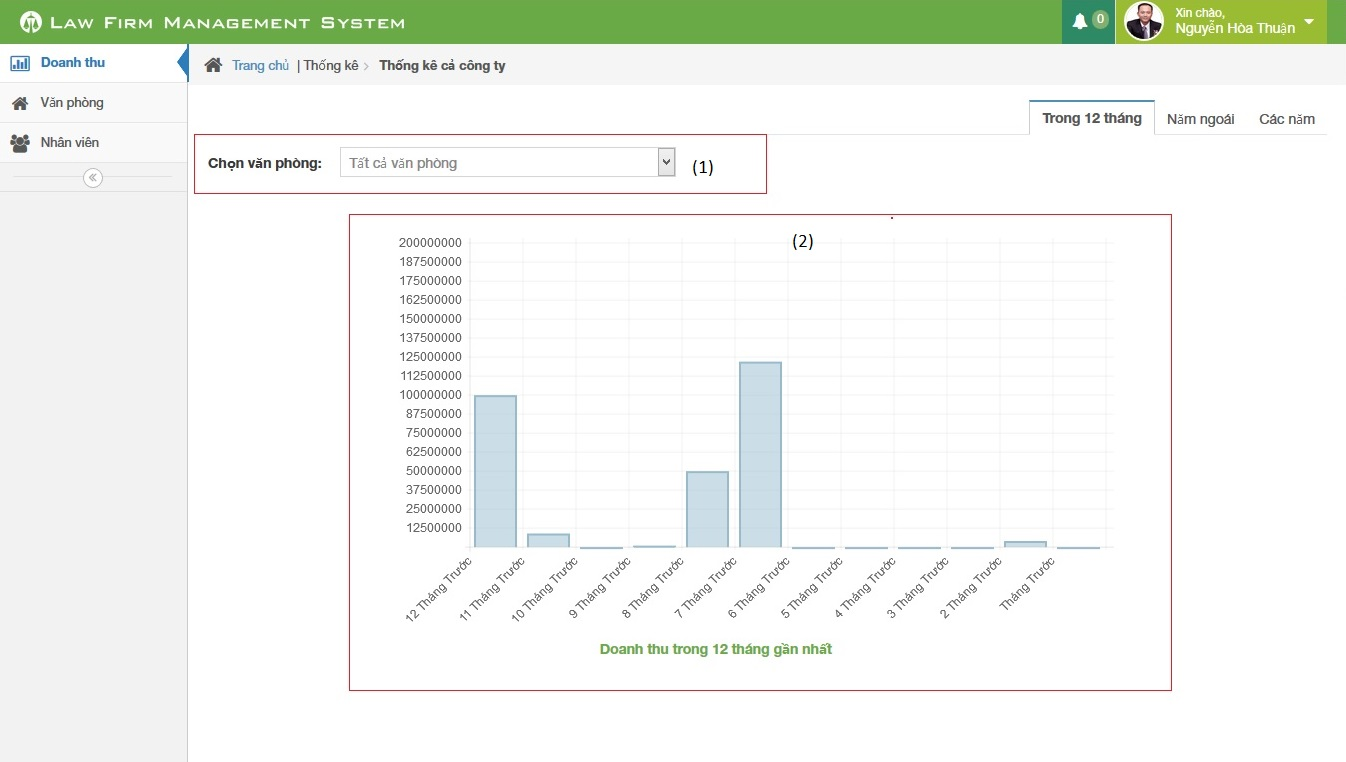 LAW FIRM MANAGEMENT SYSTEM
0
Xin chào,
Nguyễn Hòa Thuận
Doanh thu
Văn phòng
Nhân viên
Trang chủ | Thống kê > Thống kê cả công ty
Trong 12 tháng Năm ngoái Các năm
Chọn văn phòng: Tất cả văn phòng (1)
(2)
200000000
187500000
175000000
162500000
150000000
137500000
125000000
112500000
100000000
87500000
75000000
62500000
50000000
37500000
25000000
12500000
12 Tháng Trước
11 Tháng Trước
10 Tháng Trước
9 Tháng Trước
8 Tháng Trước
7 Tháng Trước
6 Tháng Trước
5 Tháng Trước
4 Tháng Trước
3 Tháng Trước
2 Tháng Trước
Tháng Trước
Doanh thu trong 12 tháng gần nhất